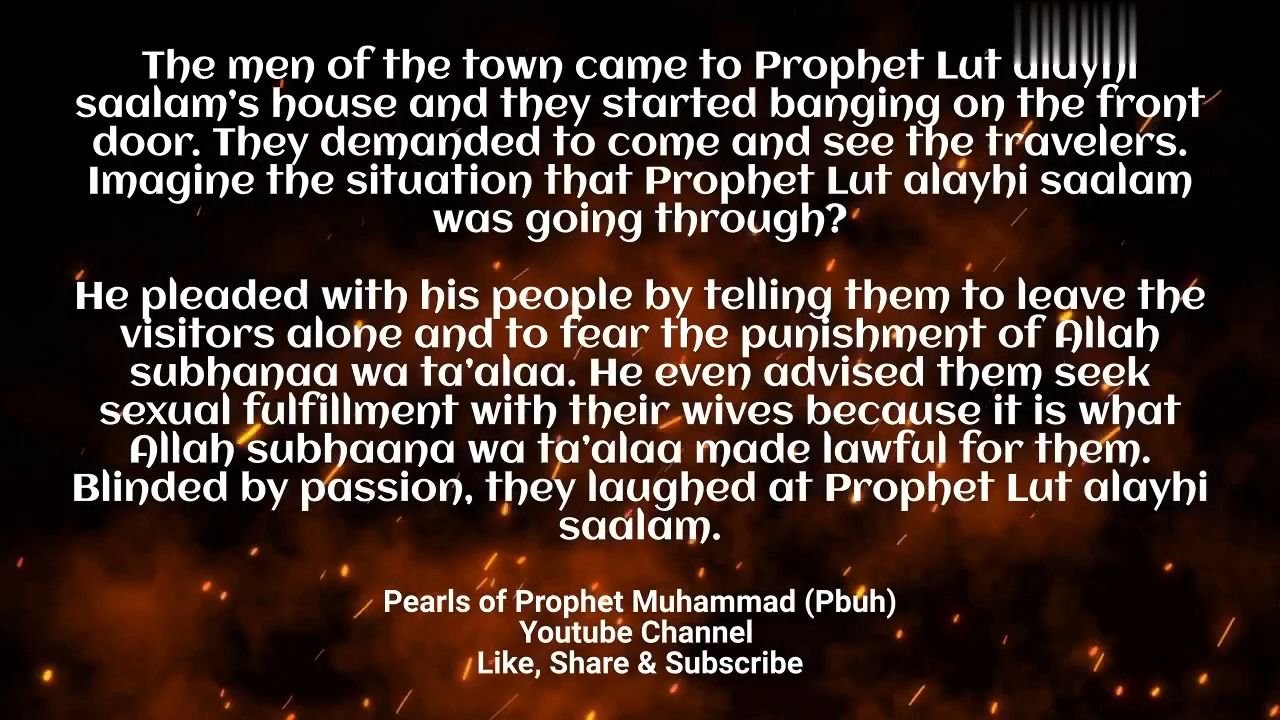 The men of the town came to Prophet Lut alayhi
saalam's house and they started banging on the front
door. They demanded to come and see the travelers.
Imagine the situation that Prophet Lut alayhi saalam
was going through?
He pleaded with his people by telling them to leave the
visitors alone and to fear the punishment of Allah
subhanaa wa ta'alaa. He even advised them seek
sexual fulfillment with their wives because it is what
Allah subhaana wa ta'alaa made lawful for them.
Blinded by passion, they laughed at Prophet Lut alayhi
saalam.
Pearls of Prophet Muhammad (Pbuh)
Youtube Channel
Like, Share & Subscribe